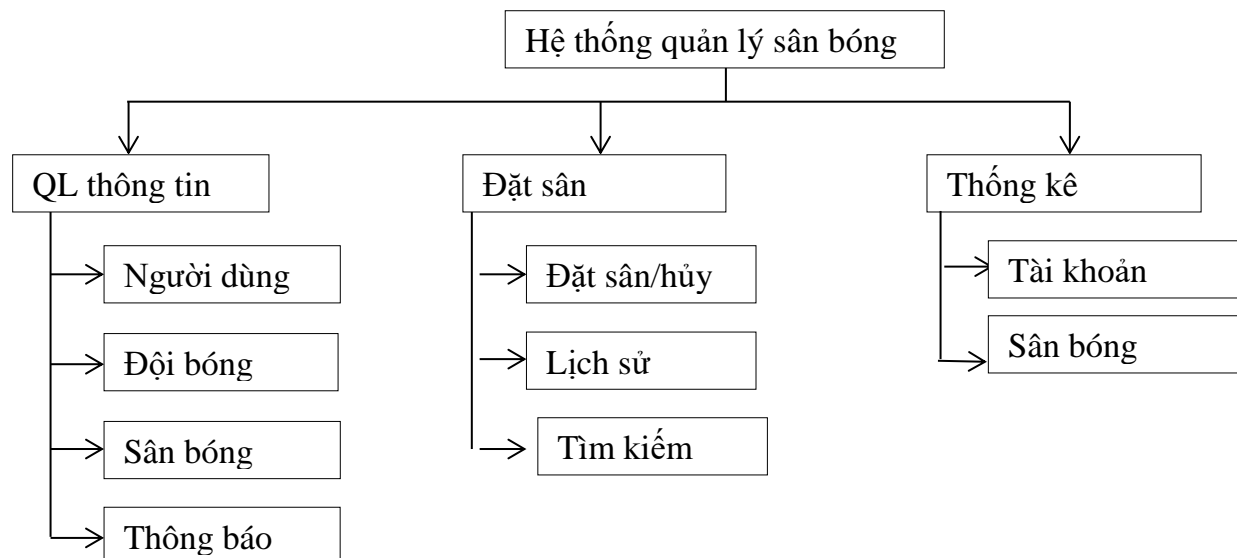 Hệ thống quản lý sân bóng
QL thông tin
Đặt sân
Thống kê
Người dùng
Đội bóng
Sân bóng
Thông báo
Đặt sân/hủy
Lịch sử
Tìm kiếm
Tài khoản
Sân bóng